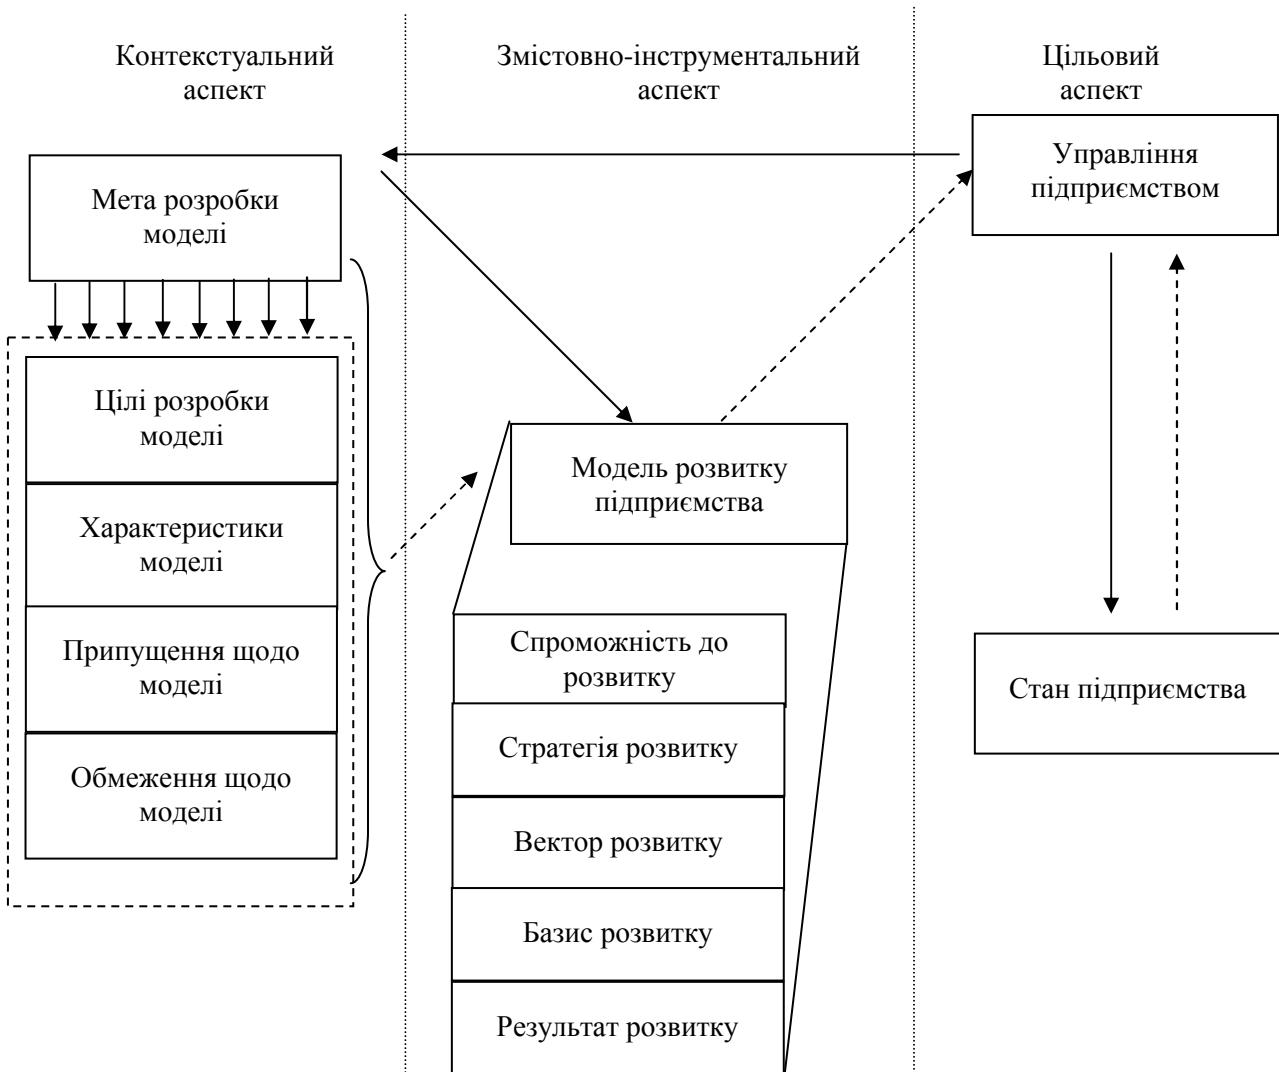 Контекстуальний
аспект
Змістовно-інструментальний
аспект
Цільовий
аспект
Мета розробки
моделі
Цілі розробки
моделі
Характеристики
моделі
Припущення щодо
моделі
Обмеження щодо
моделі
Модель розвитку
підприємства
Спроможність до
розвитку
Стратегія розвитку
Вектор розвитку
Базис розвитку
Результат розвитку
Управління
підприємством
Стан підприємства